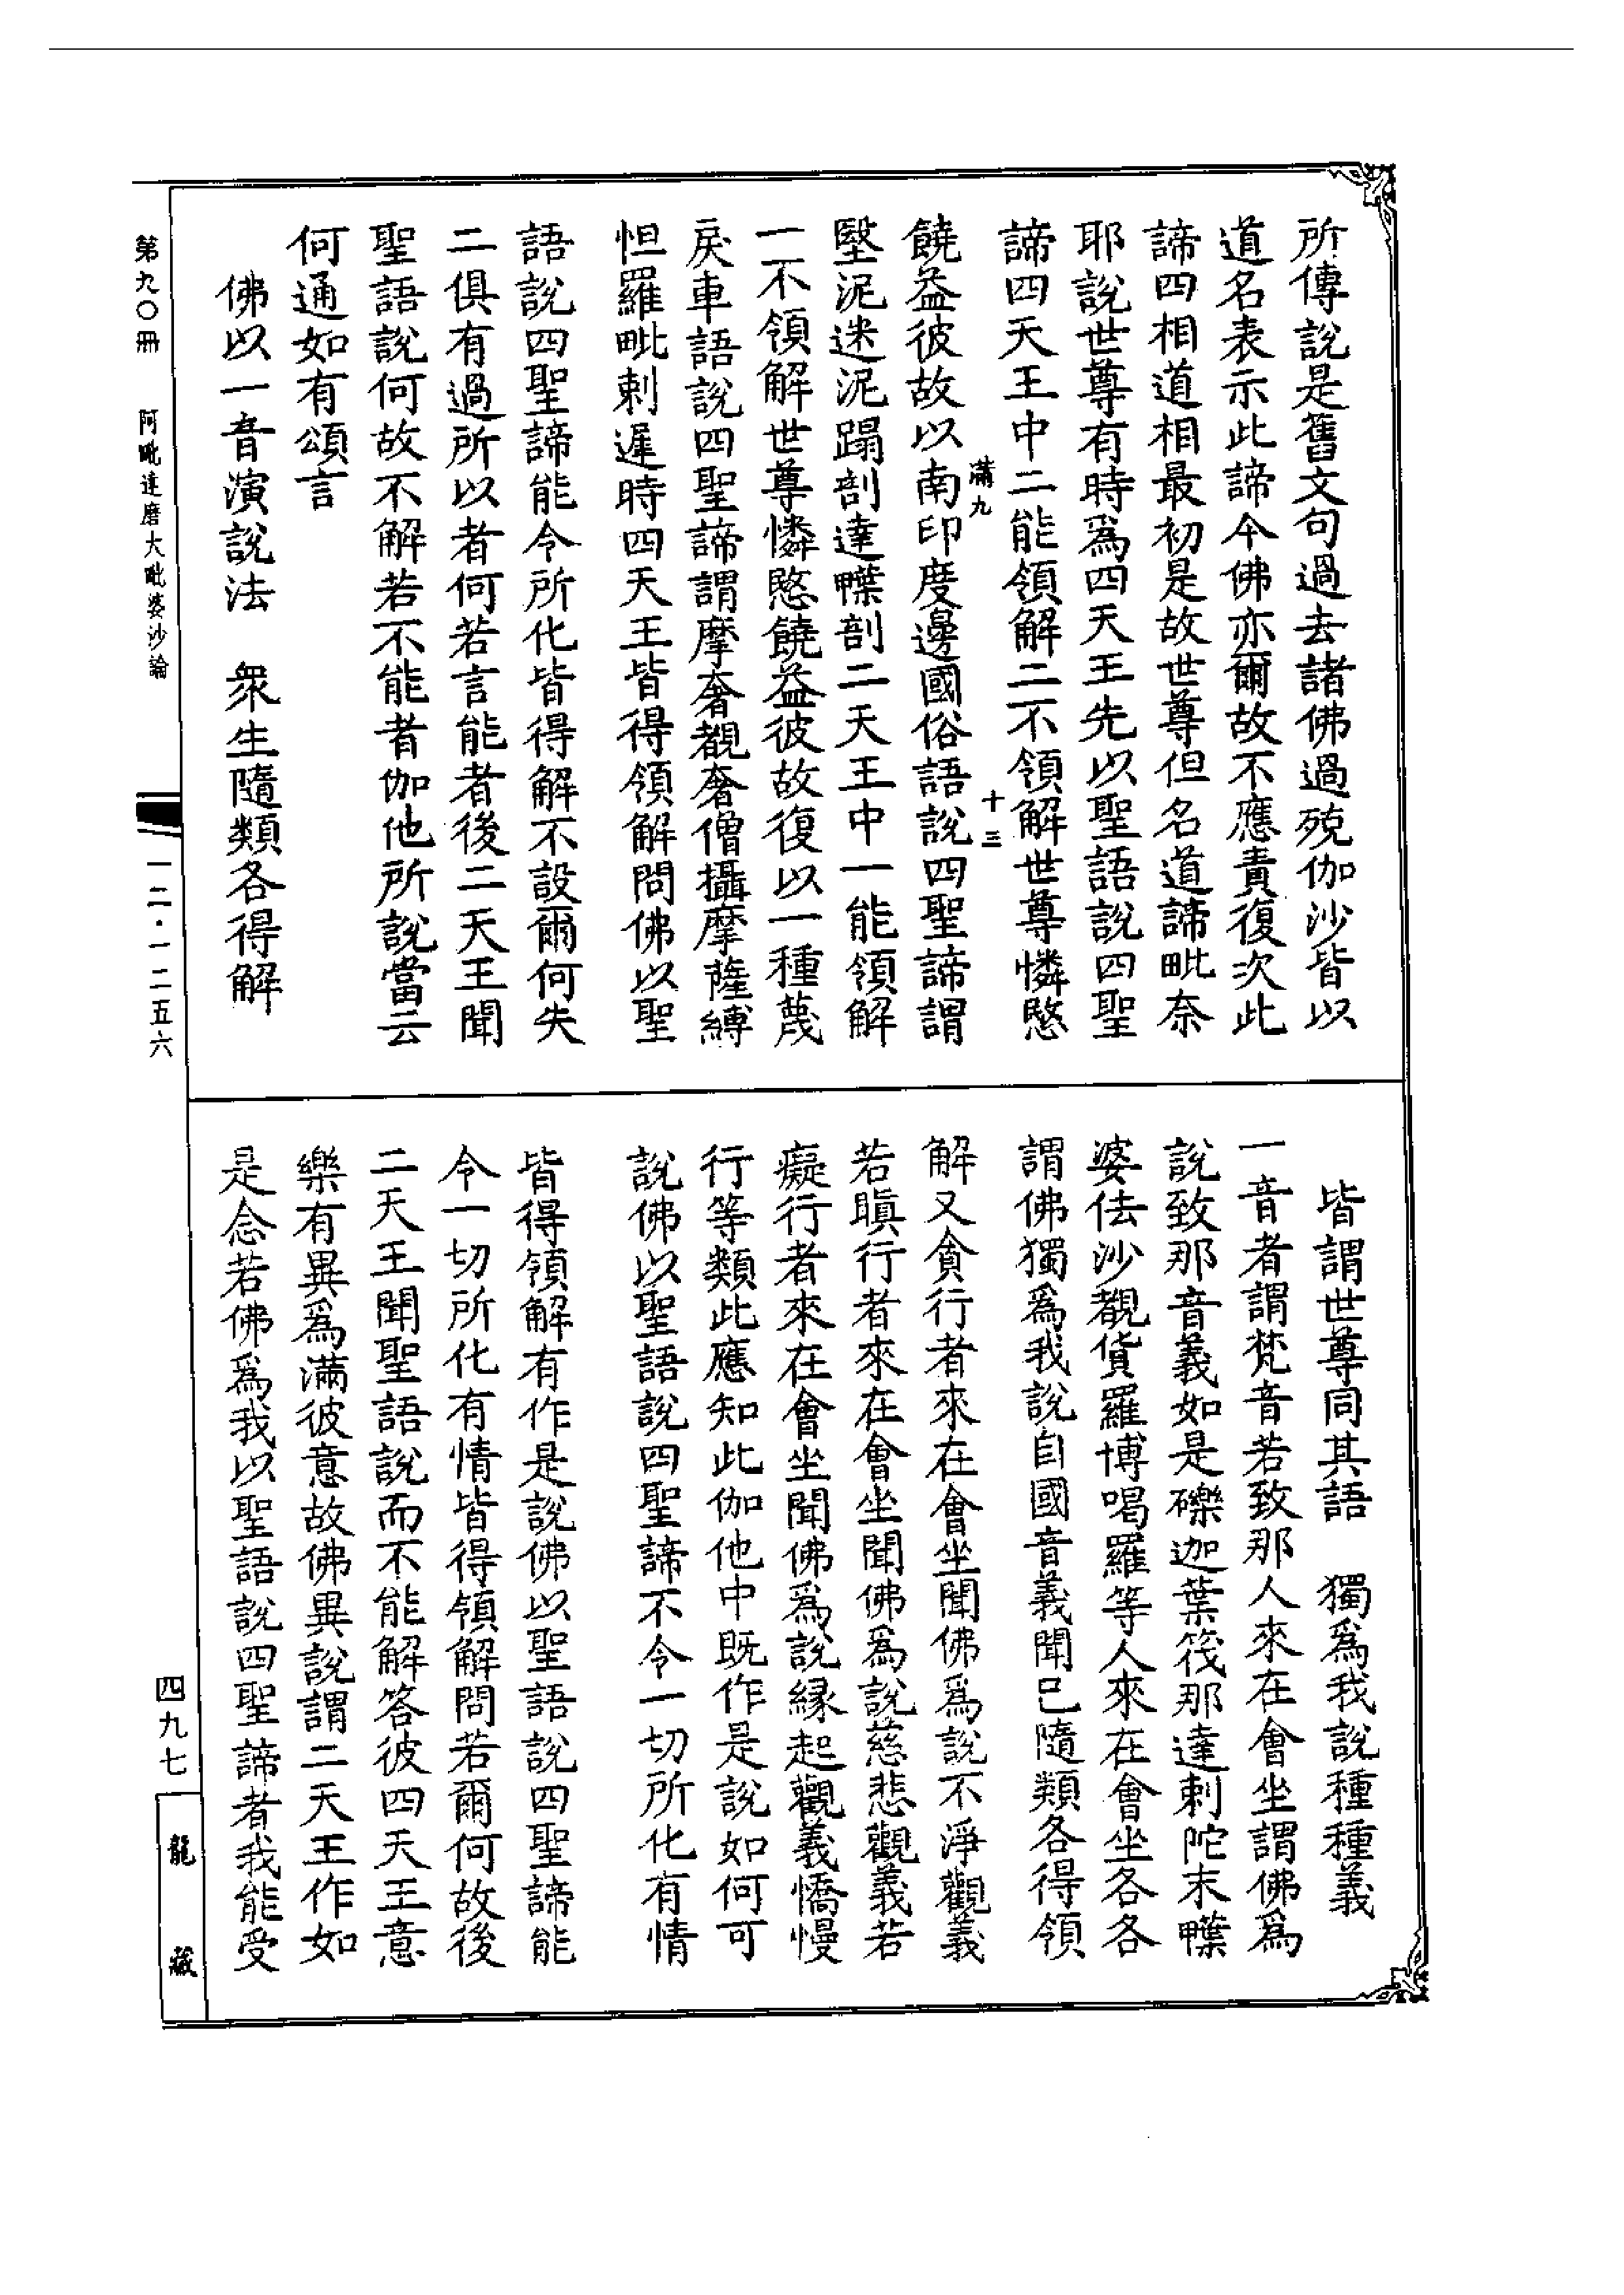 所傳說是舊文句過去諸佛過殑伽沙皆以
道名表示此諦今佛亦爾故不應責復次此
諦四相道相最初是故世尊但名道諦毗奈
耶說世尊有時爲四天王先以聖語說四聖
諦四天王中二能領解二不領解世尊憐愍
滿九
十三
饒益彼故以南印度邊國俗語說四聖諦謂
瑿泥迷泥蹋剖達鞢剖二天王中一能領解
一不領解世尊憐愍饒益彼故復以一種蔑
戾車語說四聖諦謂摩奢覩奢僧攝摩薩縛
怛羅毗剌遲時四天王皆得領解問佛以聖
語說四聖諦能令所化皆得解不設爾何失
二俱有過所以者何若言能者後二天王聞
聖語說何故不解若不能者伽他所說當云
何通如有頌言
佛以一音演說法　衆生隨類各得解
皆謂世尊同其語　獨爲我說種種義
一音者謂梵音若致那人來在會坐謂佛爲
說致那音義如是礫迦葉筏那達剌陀末鞢
婆佉沙覩貨羅博喝羅等人來在會坐各各
謂佛獨爲我說自國音義聞已隨類各得領
解又貪行者來在會坐聞佛爲說不淨觀義
若瞋行者來在會坐聞佛爲說慈悲觀義若
癡行者來在會坐聞佛爲說緣起觀義憍慢
行等類此應知此伽他中既作是說如何可
說佛以聖語說四聖諦不令一切所化有情
皆得領解有作是說佛以聖語說四聖諦能
令一切所化有情皆得領解問若爾何故後
二天王聞聖語說而不能解答彼四天王意
樂有異爲滿彼意故佛異說謂二天王作如
是念若佛爲我以聖語說四聖諦者我能受
第九〇冊　阿毗達磨大毗婆沙論
一二·一二五六
四九七
龍藏